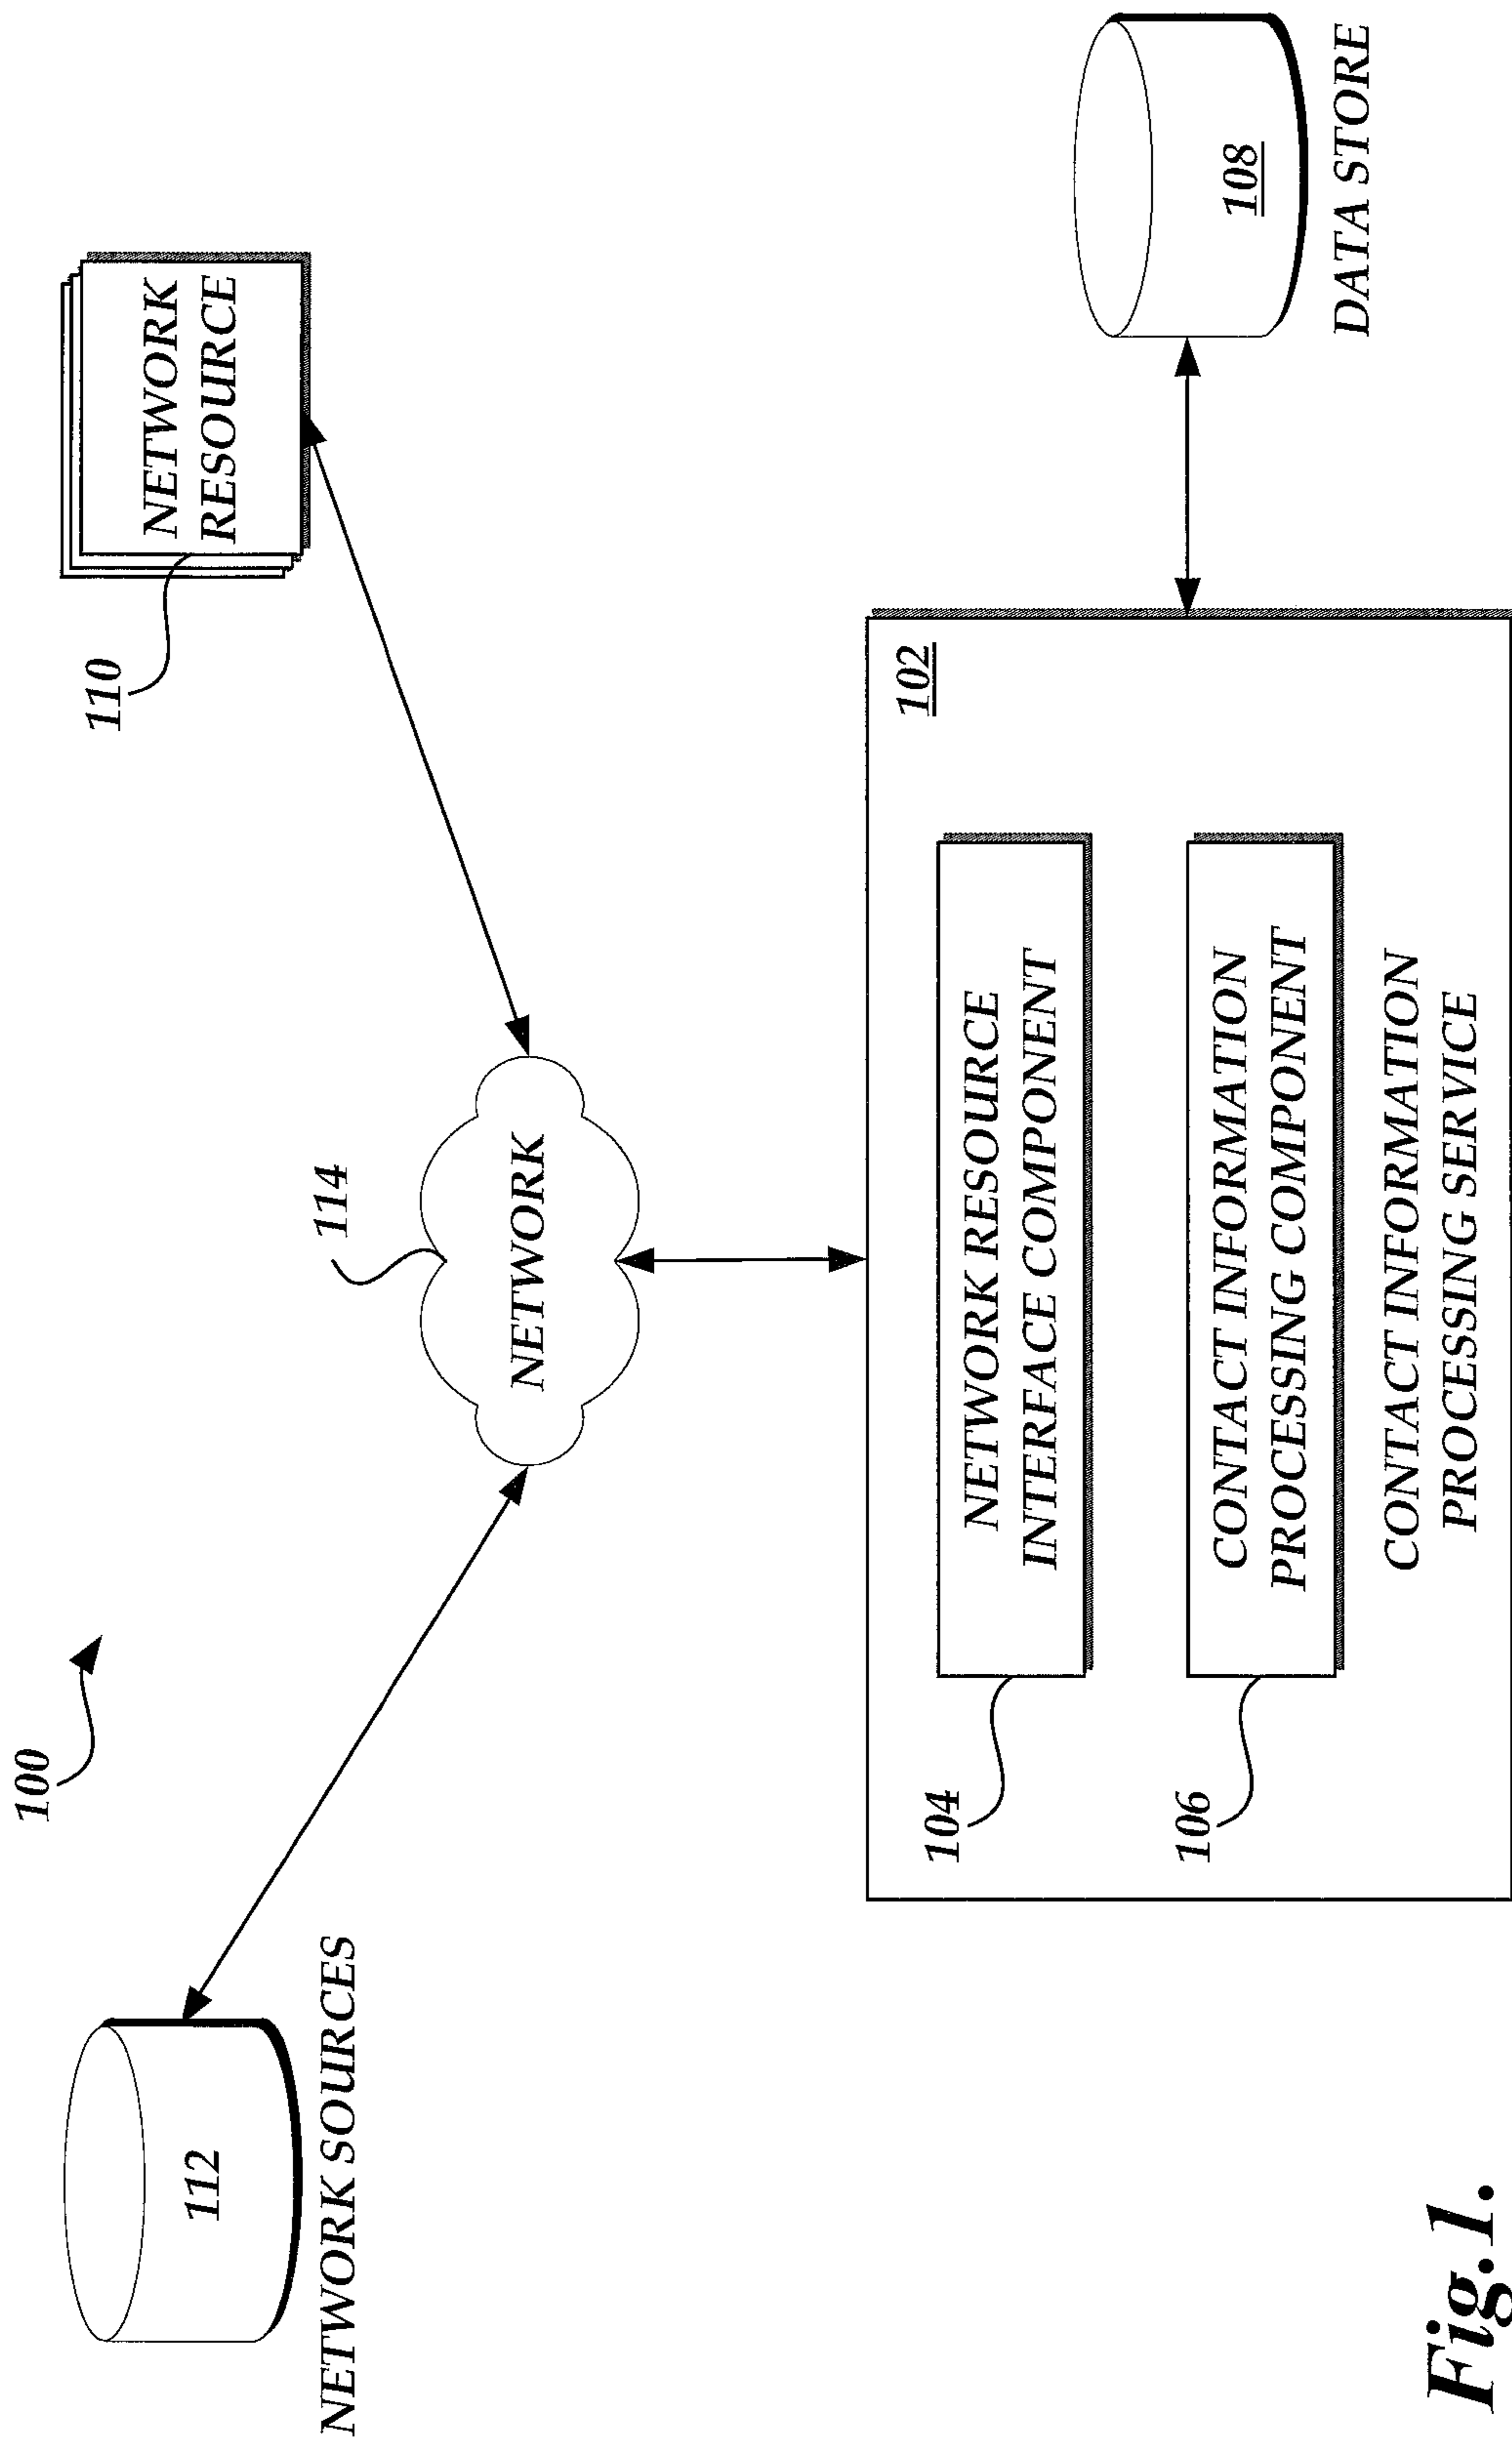 100
112
NETWORK SOURCES
114
NETWORK
110
NETWORK
RESOURCE
102
104
NETWORK RESOURCE
INTERFACE COMPONENT
106
CONTACT INFORMATION
PROCESSING COMPONENT
CONTACT INFORMATION
PROCESSING SERVICE
108
DATA STORE
Fig.1.